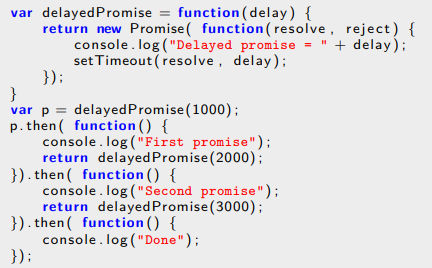 var delayedPromise = function(delay) {
    return new Promise( function(resolve, reject) {
        console.log("Delayed promise = " + delay);
        setTimeout(resolve, delay);
    });
}
var p = delayedPromise(1000);
p.then( function() {
    console.log("First promise");
    return delayedPromise(2000);
}).then( function() {
    console.log("Second promise");
    return delayedPromise(3000);
}).then( function() {
    console.log("Done");
});